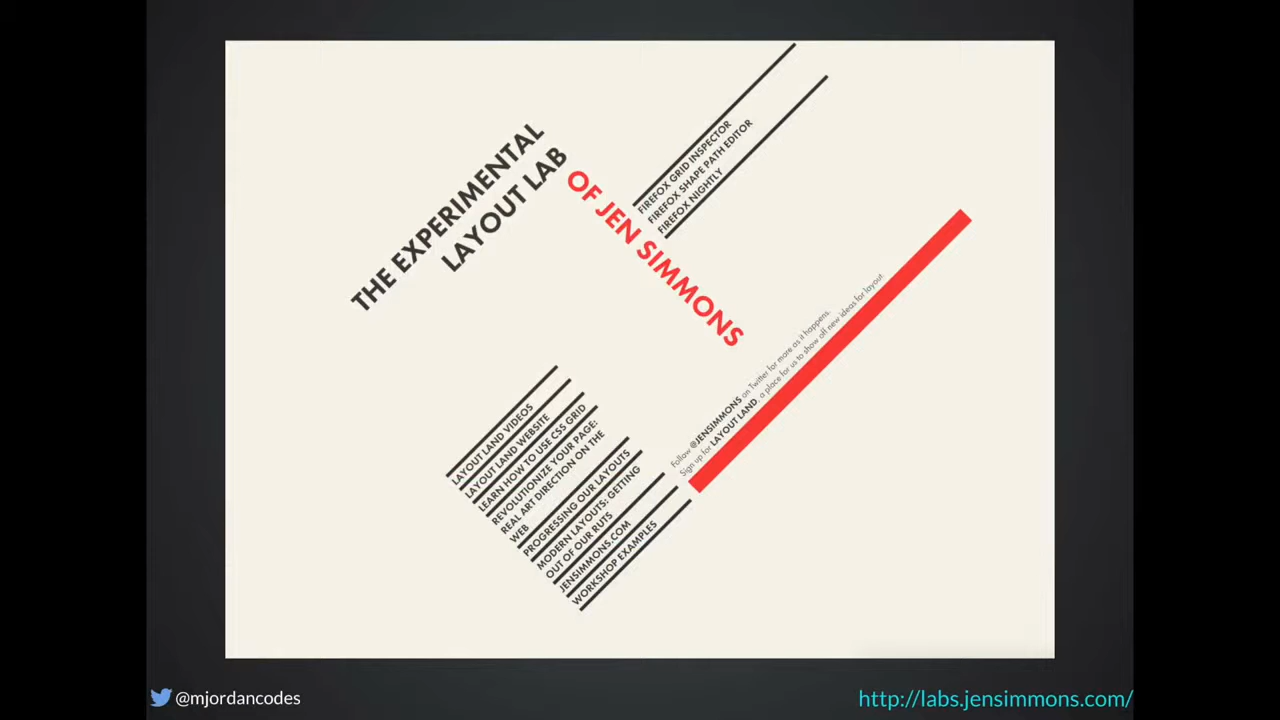 THE EXPERIMENTAL
LAYOUT LAB
OF JEN SIMMONS
FIREFOX GRID INSPECTOR
FIREFOX SHAPE PATH EDITOR
FIREFOX NIGHTLY
Follow @JENSIMMONS on Twitter for more as it happens.
Sign up for LAYOUT LAND, a place for us to show off new ideas for layout.
LAYOUT LAND VIDEOS
LAYOUT LAND WEBSITE
LEARN HOW TO USE CSS GRID
REVOLUTIONIZE YOUR PAGE:
REAL ART DIRECTION ON THE
WEB
PROGRESSING OUR LAYOUTS
MODERN LAYOUTS: GETTING
OUT OF OUR RUTS
JENSIMMONS.COM
WORKSHOP EXAMPLES
@mjordancodes
http://labs.jensimmons.com/